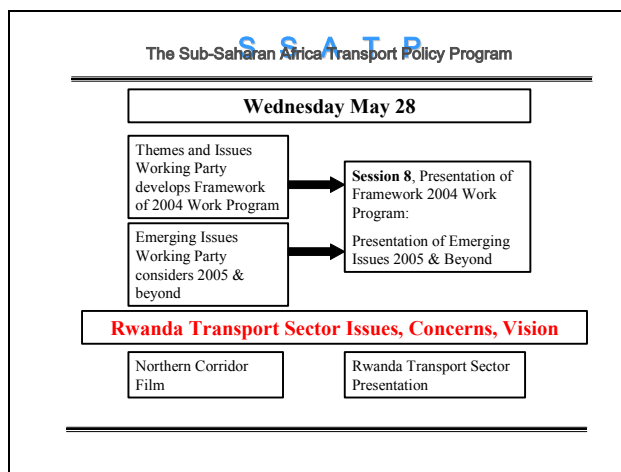 S S A T P
The Sub-Saharan Africa Transport Policy Program
Wednesday May 28
Themes and Issues
Working Party
develops Framework
of 2004 Work Program
Session 8, Presentation of
Framework 2004 Work
Program:
Presentation of Emerging
Issues 2005 & Beyond
Emerging Issues
Working Party
considers 2005 &
beyond
Rwanda Transport Sector Issues, Concerns, Vision
Northern Corridor
Film
Rwanda Transport Sector
Presentation